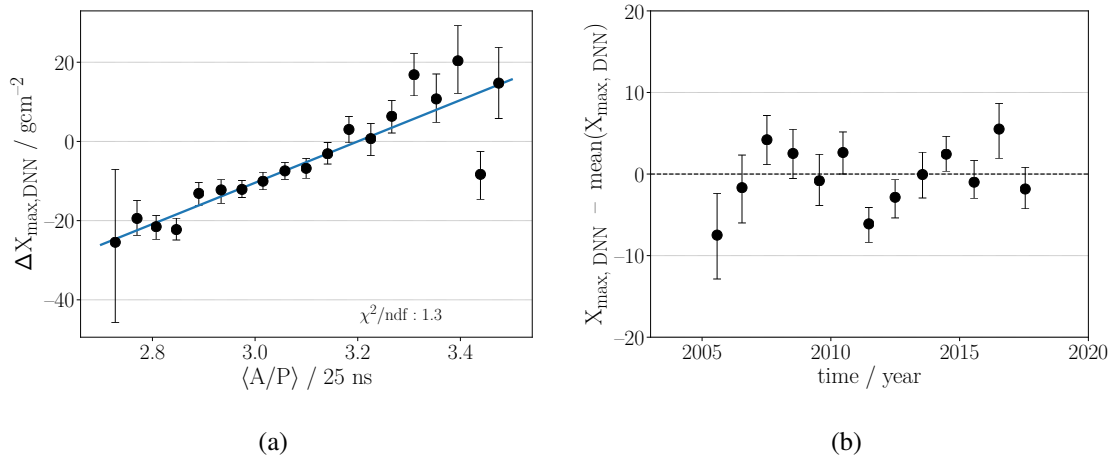 20
0
−20
−40
ΔX_max,DNN / gcm⁻²
χ²/ndf : 1.3
2.8 3.0 3.2 3.4
⟨A/P⟩ / 25 ns
(a)
20
10
0
−10
−20
X_max, DNN − mean(X_max, DNN)
2005 2010 2015 2020
time / year
(b)